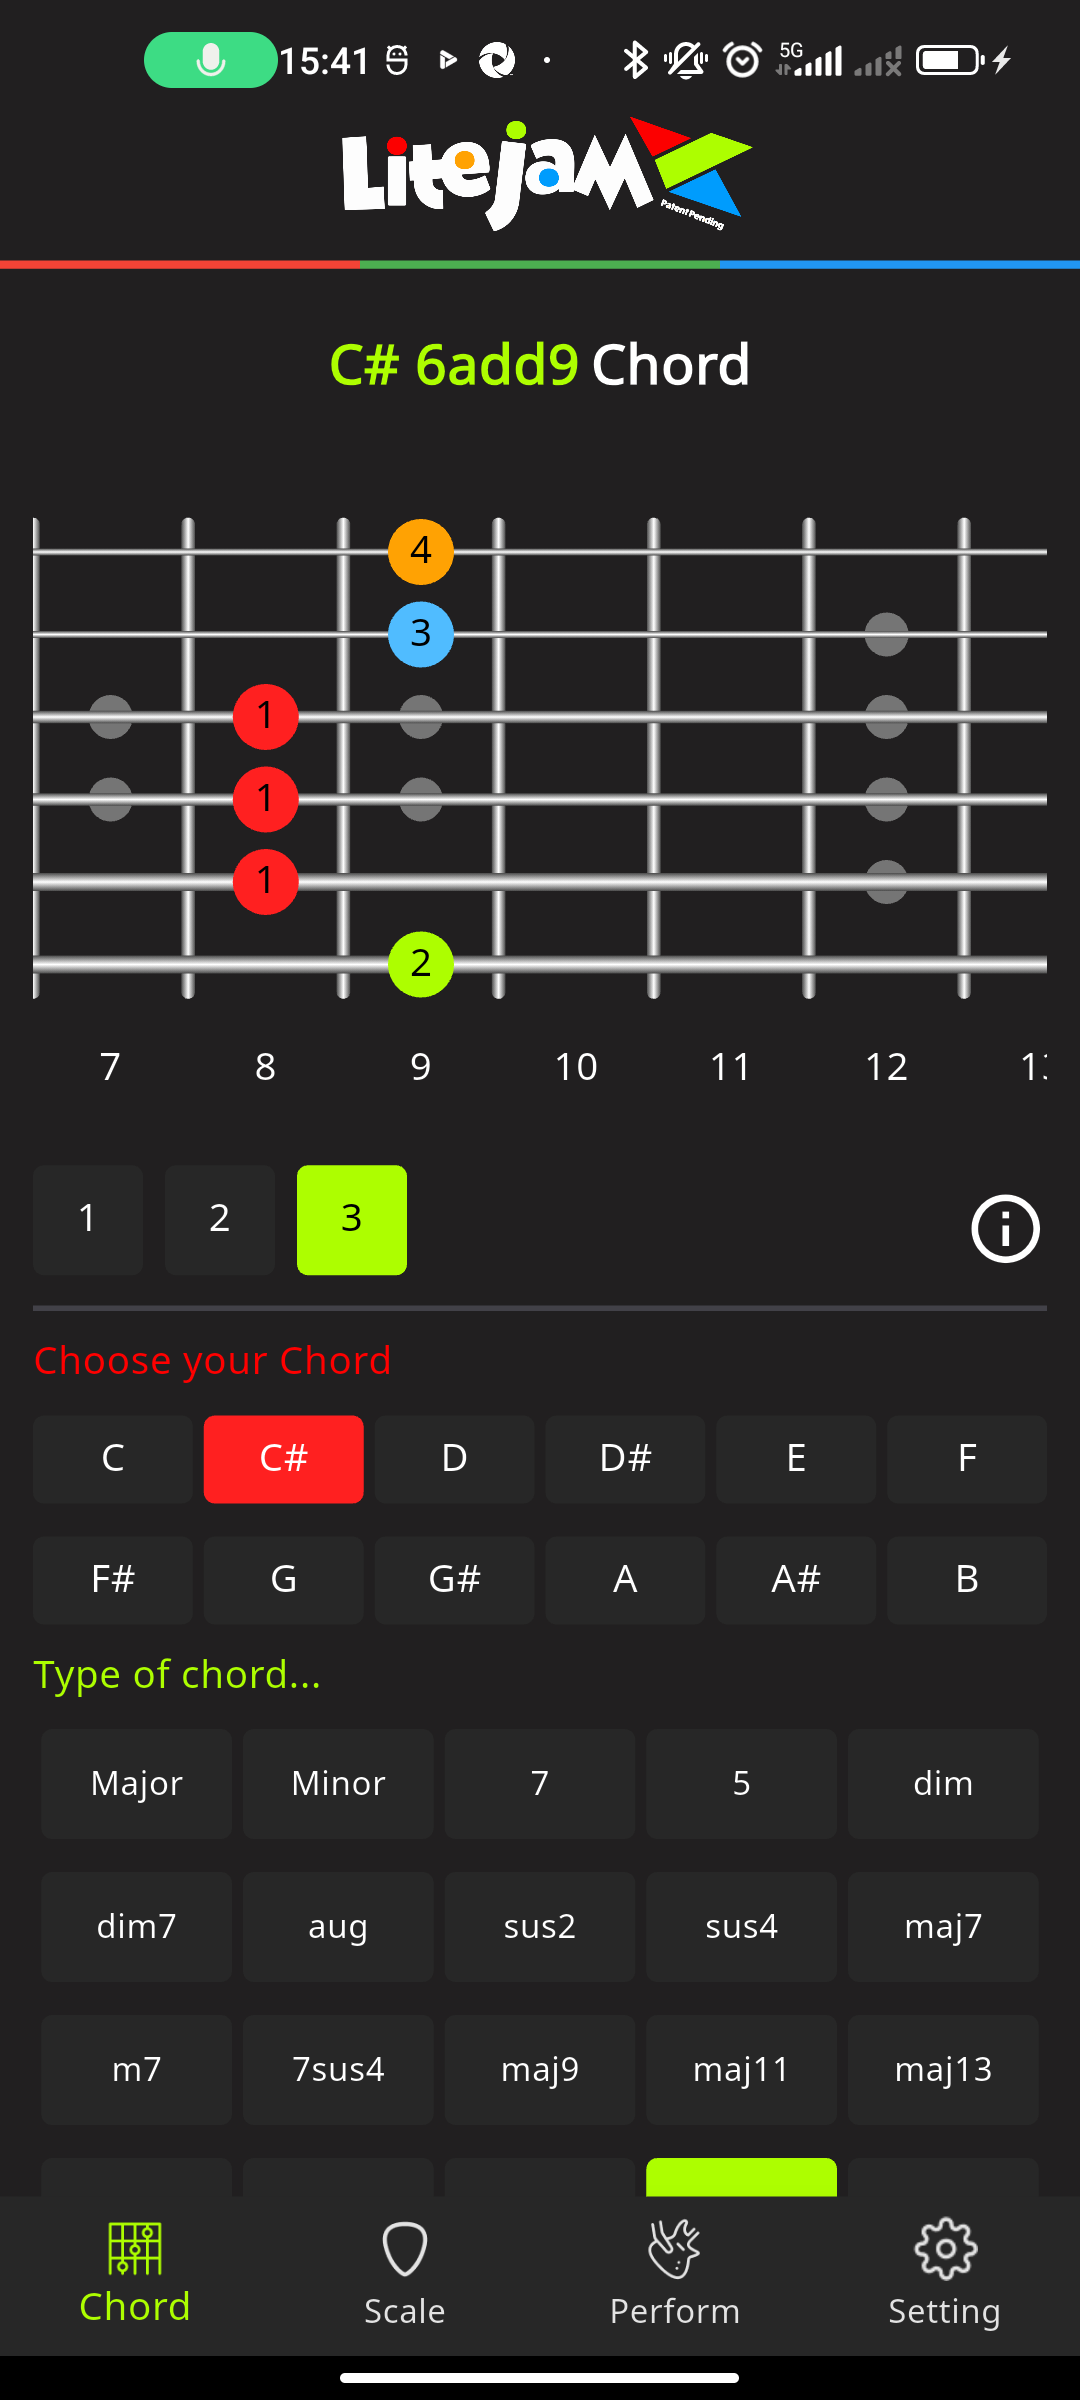 15:41
5G
Litejam
Patent Pending
C# 6add9 Chord
4
3
1
1
1
2
7 8 9 10 11 12
1 2 3
Choose your Chord
C C# D D# E F
F# G G# A A# B
Type of chord...
Major Minor 7 5 dim
dim7 aug sus2 sus4 maj7
m7 7sus4 maj9 maj11 maj13
Chord Scale Perform Setting